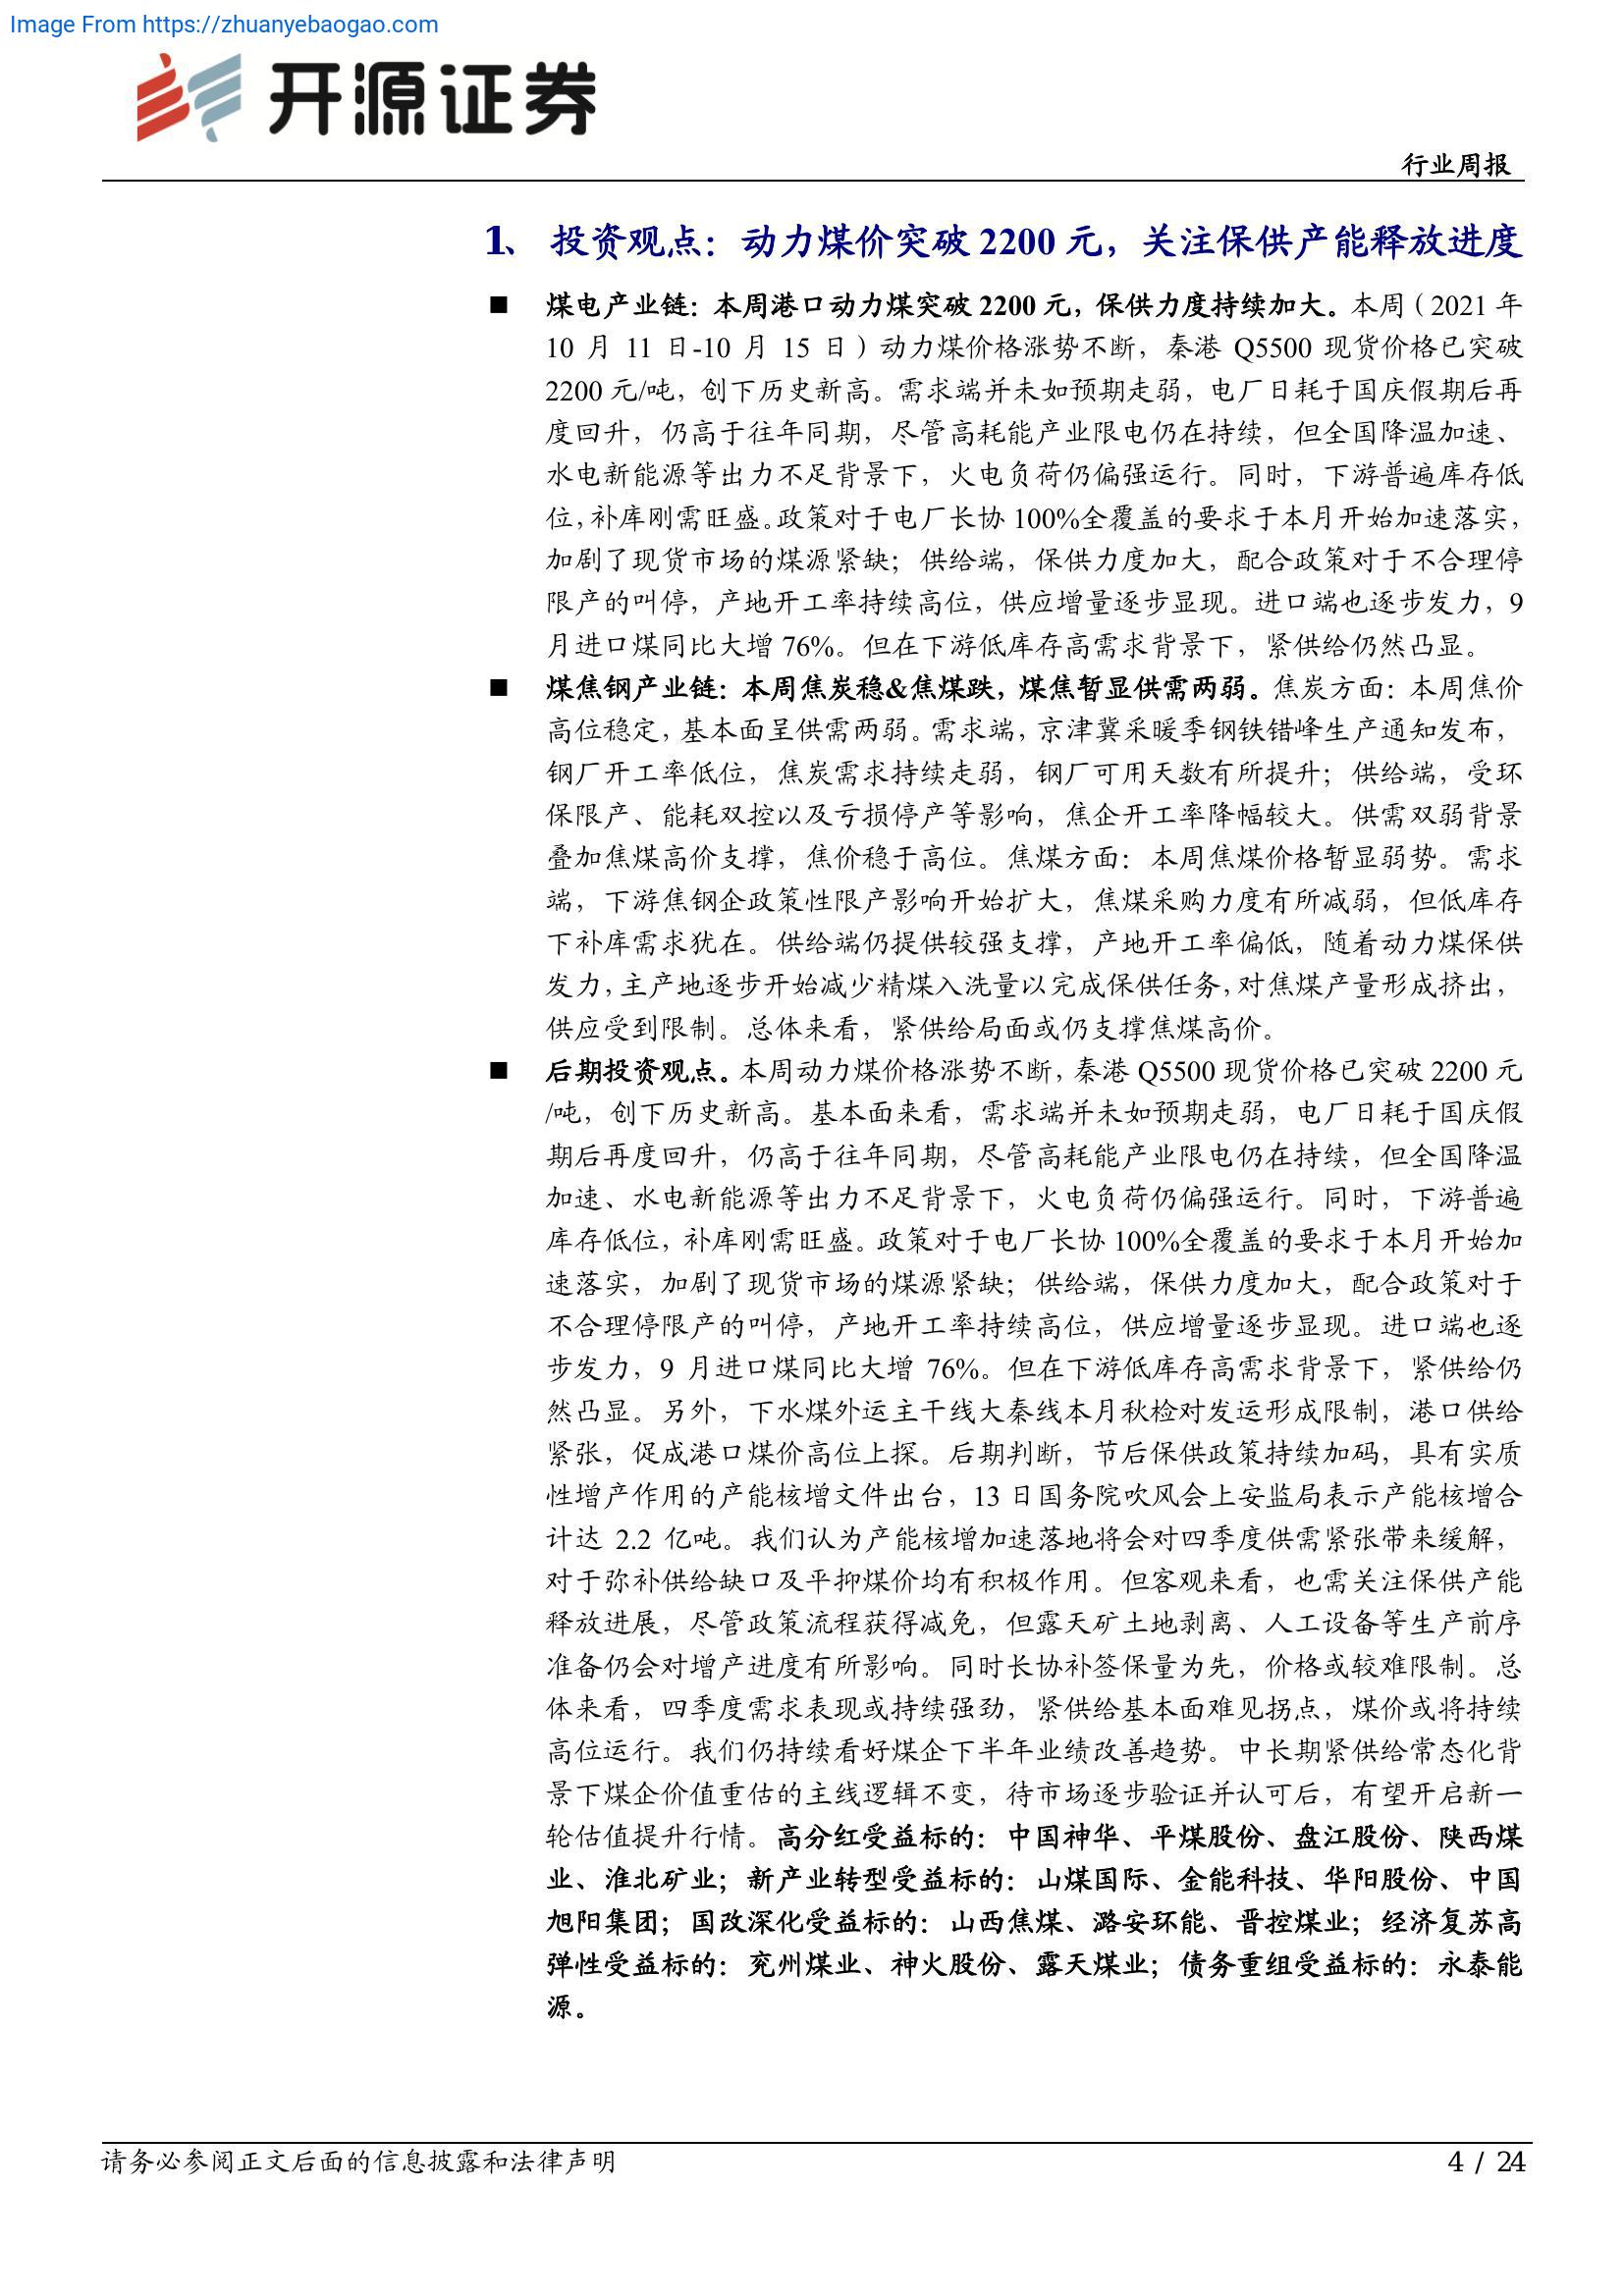 Image From https://zhuanyebaogao.com
开源证券
行业周报
1、 投资观点：动力煤价突破 2200 元，关注保供产能释放进度
■ 煤电产业链：本周港口动力煤突破 2200 元，保供力度持续加大。本周（2021 年
10 月 11 日-10 月 15 日）动力煤价格涨势不断，秦港 Q5500 现货价格已突破
2200 元/吨，创下历史新高。需求端并未如预期走弱，电厂日耗于国庆假期后再
度回升，仍高于往年同期，尽管高耗能产业限电仍在持续，但全国降温加速、
水电新能源等出力不足背景下，火电负荷仍偏强运行。同时，下游普遍库存低
位，补库刚需旺盛。政策对于电厂长协 100%全覆盖的要求于本月开始加速落实，
加剧了现货市场的煤源紧缺；供给端，保供力度加大，配合政策对于不合理停
限产的叫停，产地开工率持续高位，供应增量逐步显现。进口端也逐步发力，9
月进口煤同比大增 76%。但在下游低库存高需求背景下，紧供给仍然凸显。
■ 煤焦钢产业链：本周焦炭稳&焦煤跌，煤焦暂显供需两弱。焦炭方面：本周焦价
高位稳定，基本面呈供需两弱。需求端，京津冀采暖季钢铁错峰生产通知发布，
钢厂开工率低位，焦炭需求持续走弱，钢厂可用天数有所提升；供给端，受环
保限产、能耗双控以及亏损停产等影响，焦企开工率降幅较大。供需双弱背景
叠加焦煤高价支撑，焦价稳于高位。焦煤方面：本周焦煤价格暂显弱势。需求
端，下游焦钢企政策性限产影响开始扩大，焦煤采购力度有所减弱，但低库存
下补库需求犹在。供给端仍提供较强支撑，产地开工率偏低，随着动力煤保供
发力，主产地逐步开始减少精煤入洗量以完成保供任务，对焦煤产量形成挤出，
供应受到限制。总体来看，紧供给局面或仍支撑焦煤高价。
■ 后期投资观点。本周动力煤价格涨势不断，秦港 Q5500 现货价格已突破 2200 元
/吨，创下历史新高。基本面来看，需求端并未如预期走弱，电厂日耗于国庆假
期后再度回升，仍高于往年同期，尽管高耗能产业限电仍在持续，但全国降温
加速、水电新能源等出力不足背景下，火电负荷仍偏强运行。同时，下游普遍
库存低位，补库刚需旺盛。政策对于电厂长协 100%全覆盖的要求于本月开始加
速落实，加剧了现货市场的煤源紧缺；供给端，保供力度加大，配合政策对于
不合理停限产的叫停，产地开工率持续高位，供应增量逐步显现。进口端也逐
步发力，9 月进口煤同比大增 76%。但在下游低库存高需求背景下，紧供给仍
然凸显。另外，下水煤外运主干线大秦线本月秋检对发运形成限制，港口供给
紧张，促成港口煤价高位上探。后期判断，节后保供政策持续加码，具有实质
性增产作用的产能核增文件出台，13 日国务院吹风会上安监局表示产能核增合
计达 2.2 亿吨。我们认为产能核增加速落地将会对四季度供需紧张带来缓解，
对于弥补供给缺口及平抑煤价均有积极作用。但客观来看，也需关注保供产能
释放进展，尽管政策流程获得减免，但露天矿土地剥离、人工设备等生产前序
准备仍会对增产进度有所影响。同时长协补签保量为先，价格或较难限制。总
体来看，四季度需求表现或持续强劲，紧供给基本面难见拐点，煤价或将持续
高位运行。我们仍持续看好煤企下半年业绩改善趋势。中长期紧供给常态化背
景下煤企价值重估的主线逻辑不变，待市场逐步验证并认可后，有望开启新一
轮估值提升行情。高分红受益标的：中国神华、平煤股份、盘江股份、陕西煤
业、淮北矿业；新产业转型受益标的：山煤国际、金能科技、华阳股份、中国
旭阳集团；国改深化受益标的：山西焦煤、潞安环能、晋控煤业；经济复苏高
弹性受益标的：兖州煤业、神火股份、露天煤业；债务重组受益标的：永泰能
源。
请务必参阅正文后面的信息披露和法律声明
4 / 24